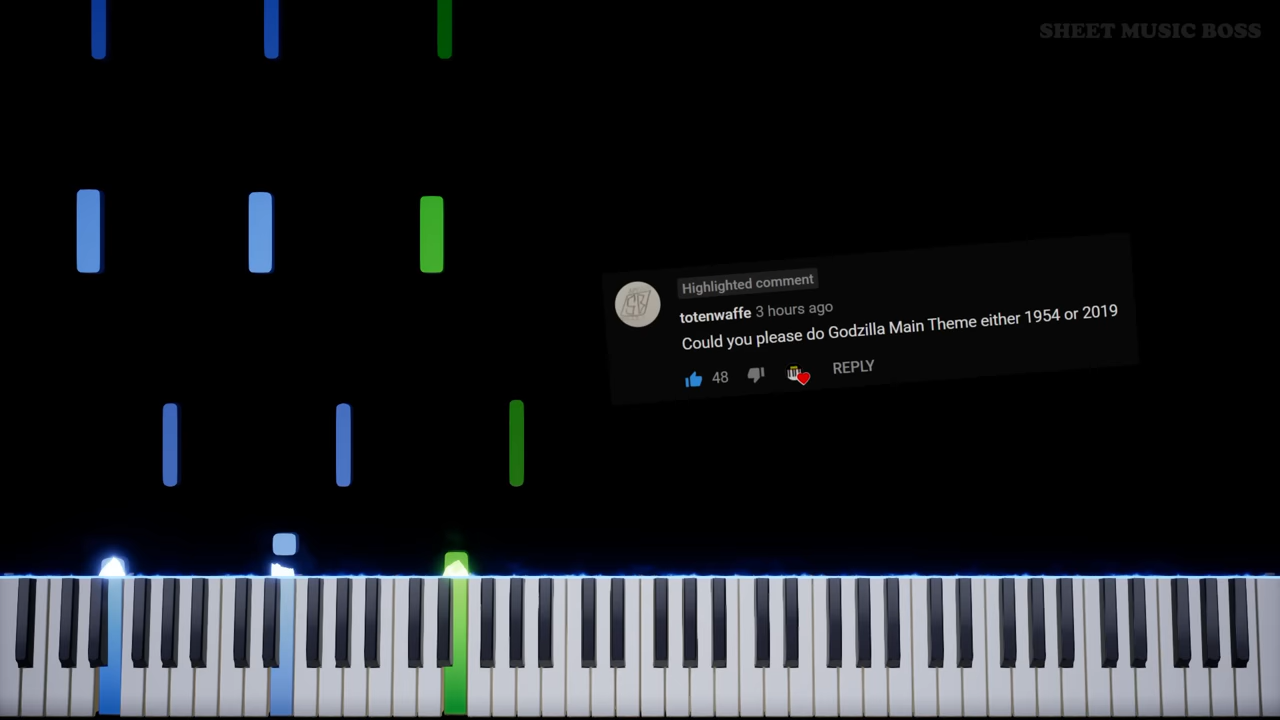 SHEET MUSIC BOSS
Highlighted comment
totenwaffe 3 hours ago
Could you please do Godzilla Main Theme either 1954 or 2019
48 REPLY